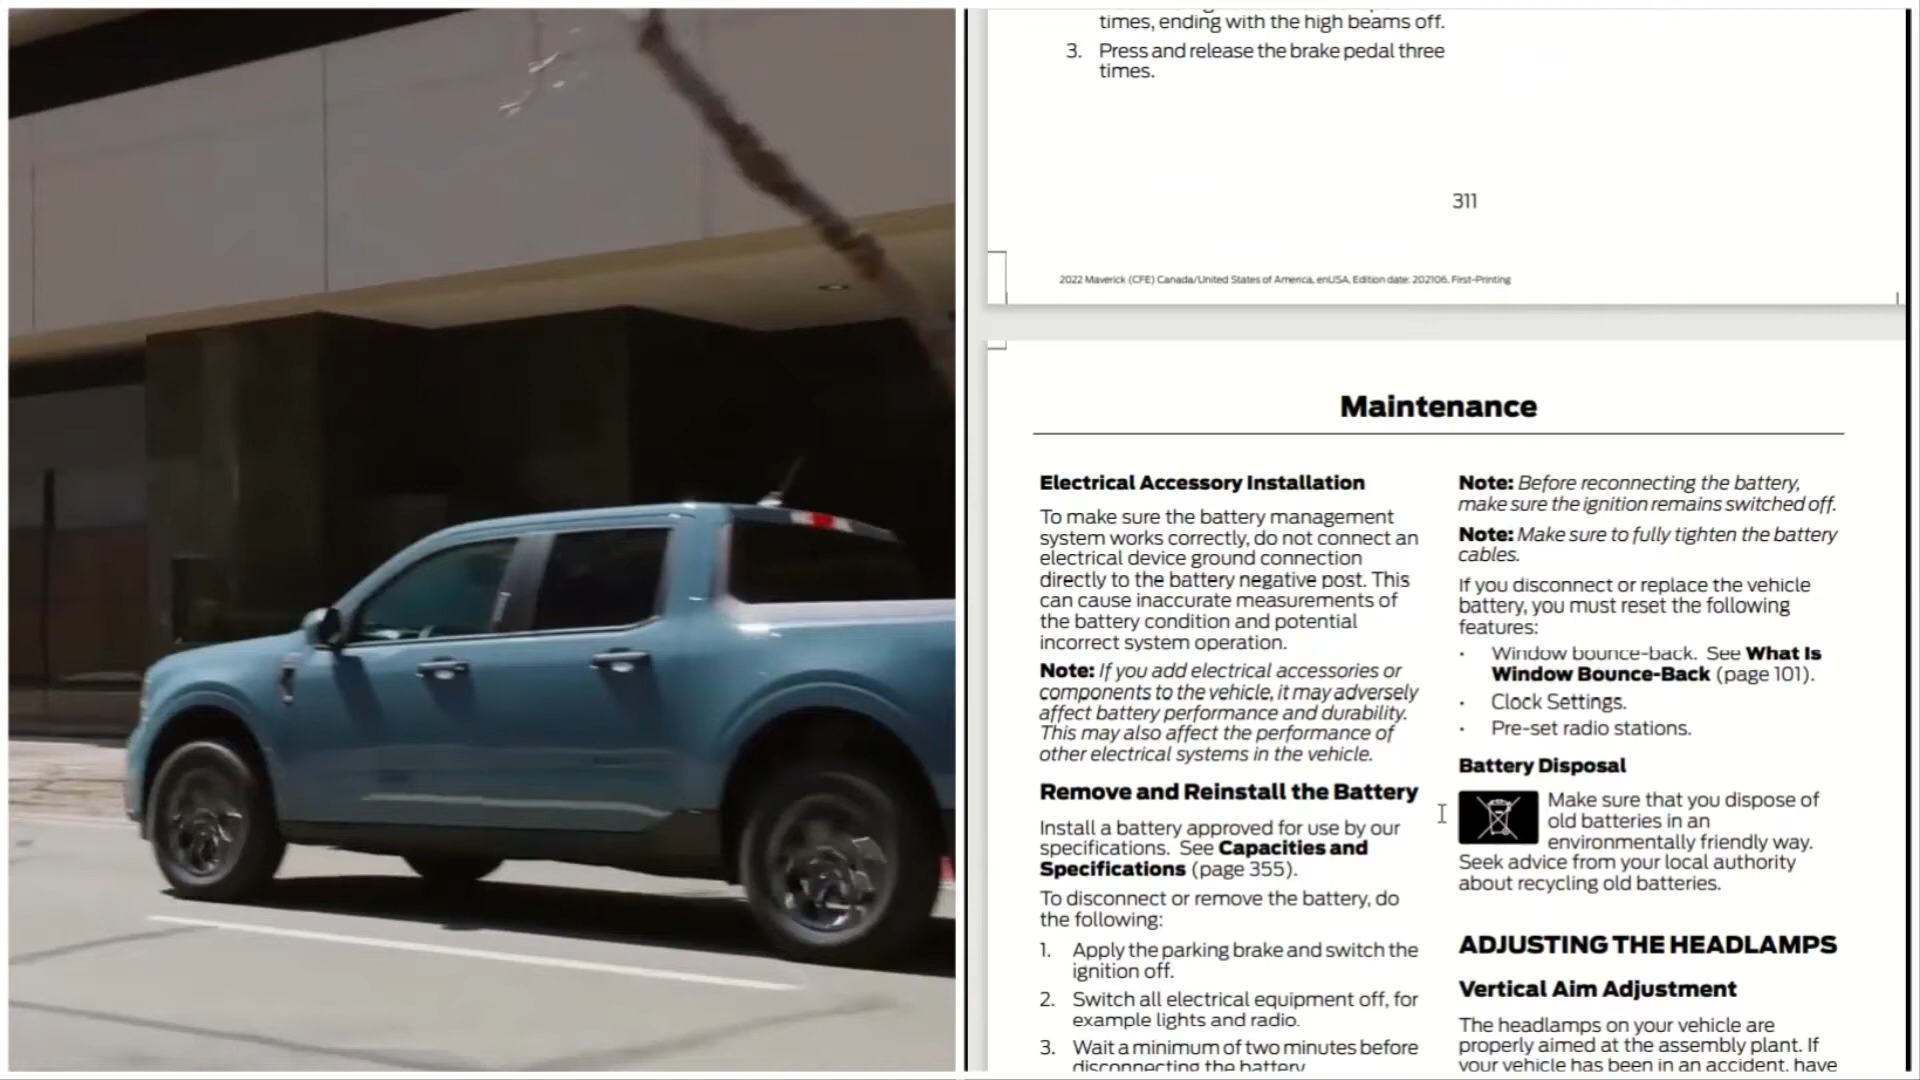 times, ending with the high beams off.
3. Press and release the brake pedal three
times.
311
2022 Maverick (CFE) Canada/United States of America, enUSA, Edition date: 202106, First-Printing
Maintenance
Electrical Accessory Installation
To make sure the battery management
system works correctly, do not connect an
electrical device ground connection
directly to the battery negative post. This
can cause inaccurate measurements of
the battery condition and potential
incorrect system operation.
Note: If you add electrical accessories or
components to the vehicle, it may adversely
affect battery performance and durability.
This may also affect the performance of
other electrical systems in the vehicle.
Remove and Reinstall the Battery
Install a battery approved for use by our
specifications. See Capacities and
Specifications (page 355).
To disconnect or remove the battery, do
the following:
1. Apply the parking brake and switch the
ignition off.
2. Switch all electrical equipment off, for
example lights and radio.
3. Wait a minimum of two minutes before
disconnecting the battery.
Note: Before reconnecting the battery,
make sure the ignition remains switched off.
Note: Make sure to fully tighten the battery
cables.
If you disconnect or replace the vehicle
battery, you must reset the following
features:
· Window bounce-back. See What Is
Window Bounce-Back (page 101).
· Clock Settings.
· Pre-set radio stations.
Battery Disposal
Make sure that you dispose of
old batteries in an
environmentally friendly way.
Seek advice from your local authority
about recycling old batteries.
ADJUSTING THE HEADLAMPS
Vertical Aim Adjustment
The headlamps on your vehicle are
properly aimed at the assembly plant. If
your vehicle has been in an accident, have